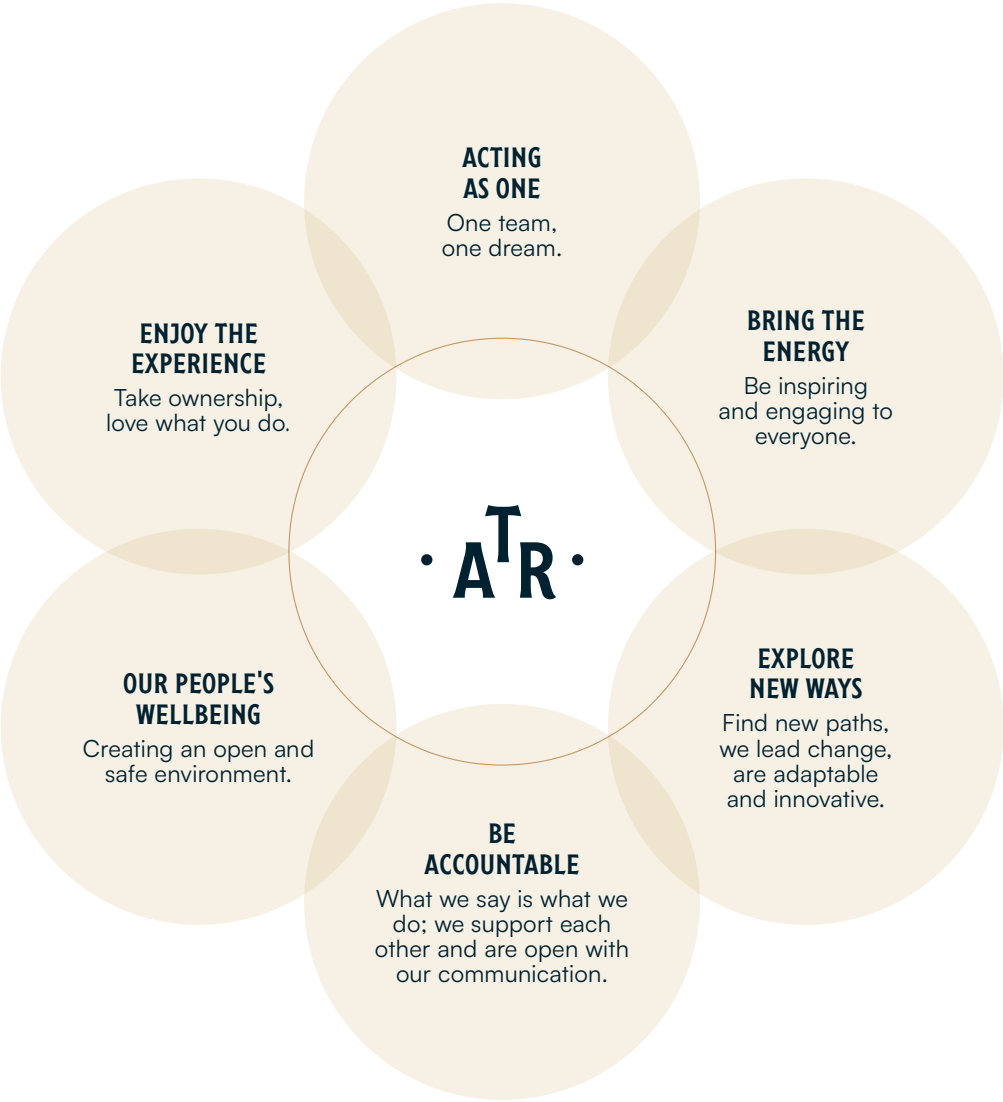 ACTING
AS ONE
One team,
one dream.
BRING THE
ENERGY
Be inspiring
and engaging to
everyone.
EXPLORE
NEW WAYS
Find new paths,
we lead change,
are adaptable
and innovative.
BE
ACCOUNTABLE
What we say is what we
do; we support each
other and are open with
our communication.
OUR PEOPLE'S
WELLBEING
Creating an open and
safe environment.
ENJOY THE
EXPERIENCE
Take ownership,
love what you do.
· ATR ·